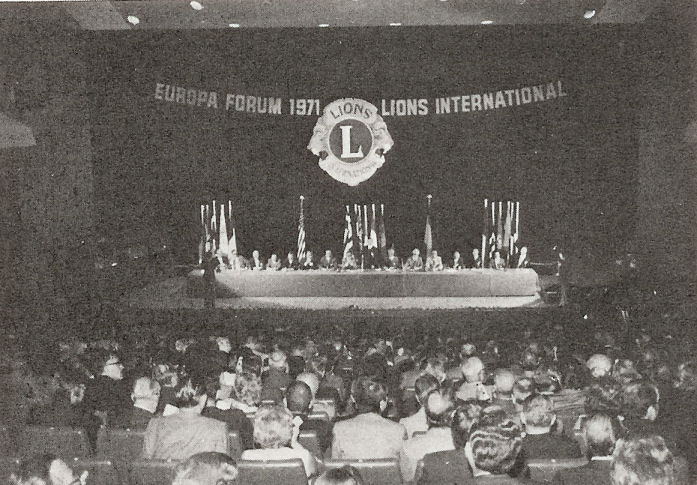 EUROPA FORUM 1971 LIONS INTERNATIONAL
LIONS
L
INTERNATIONAL